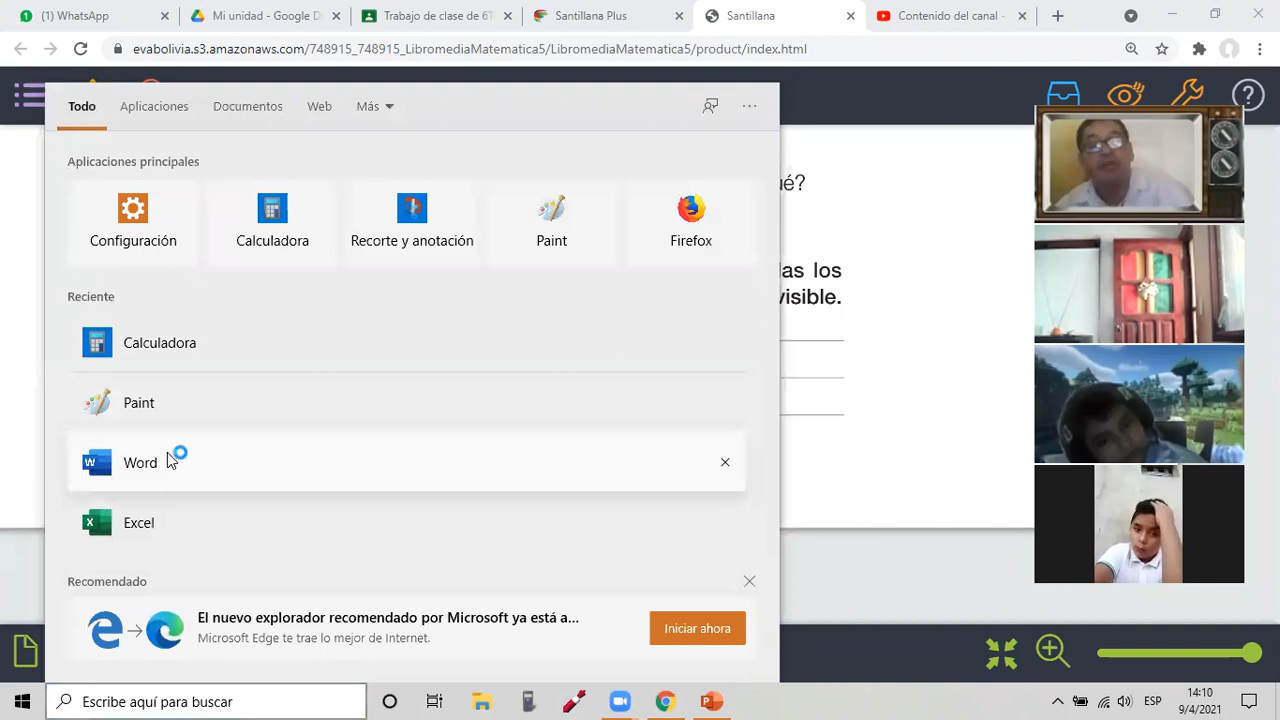 (1) WhatsApp
Mi unidad - Google D
Trabajo de clase de 6T
Santillana Plus
Santillana
Contenido del canal -
evabolivia.s3.amazonaws.com/748915_748915_LibromediaMatematica5/LibromediaMatematica5/product/index.html
Todo
Aplicaciones
Documentos
Web
Más
Aplicaciones principales
ué?
Configuración
Calculadora
Recorte y anotación
Paint
Firefox
las los
visible.
Reciente
Calculadora
Paint
Word
Excel
Recomendado
El nuevo explorador recomendado por Microsoft ya está a...
Microsoft Edge te trae lo mejor de Internet.
Iniciar ahora
Escribe aquí para buscar
ESP
14:10
9/4/2021